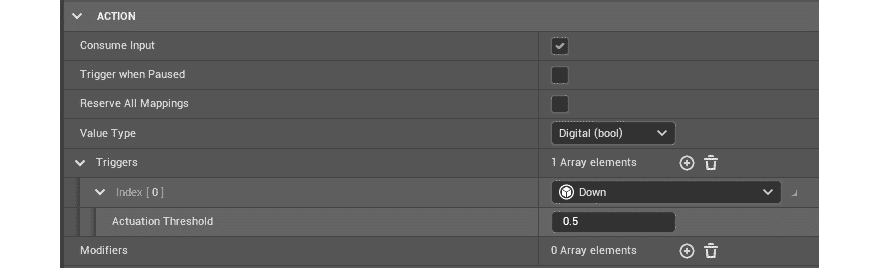 ACTION
Consume Input
Trigger when Paused
Reserve All Mappings
Value Type Digital (bool)
Triggers 1 Array elements
Index [ 0 ] Down
Actuation Threshold 0.5
Modifiers 0 Array elements